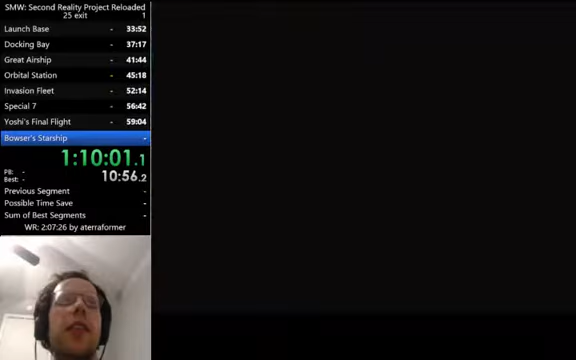 SMW: Second Reality Project Reloaded
25 exit 1
Launch Base - 33:52
Docking Bay - 37:17
Great Airship - 41:44
Orbital Station - 45:18
Invasion Fleet - 52:14
Special 7 - 56:42
Yoshi's Final Flight - 59:04
Bowser's Starship -
1:10:01.1
PB: -
Best: - 10:56.2
Previous Segment -
Possible Time Save -
Sum of Best Segments -
WR: 2:07:26 by aterraformer